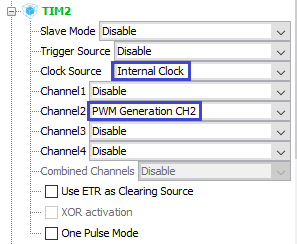 TIM2
Slave Mode Disable
Trigger Source Disable
Clock Source Internal Clock
Channel1 Disable
Channel2 PWM Generation CH2
Channel3 Disable
Channel4 Disable
Combined Channels Disable
Use ETR as Clearing Source
XOR activation
One Pulse Mode